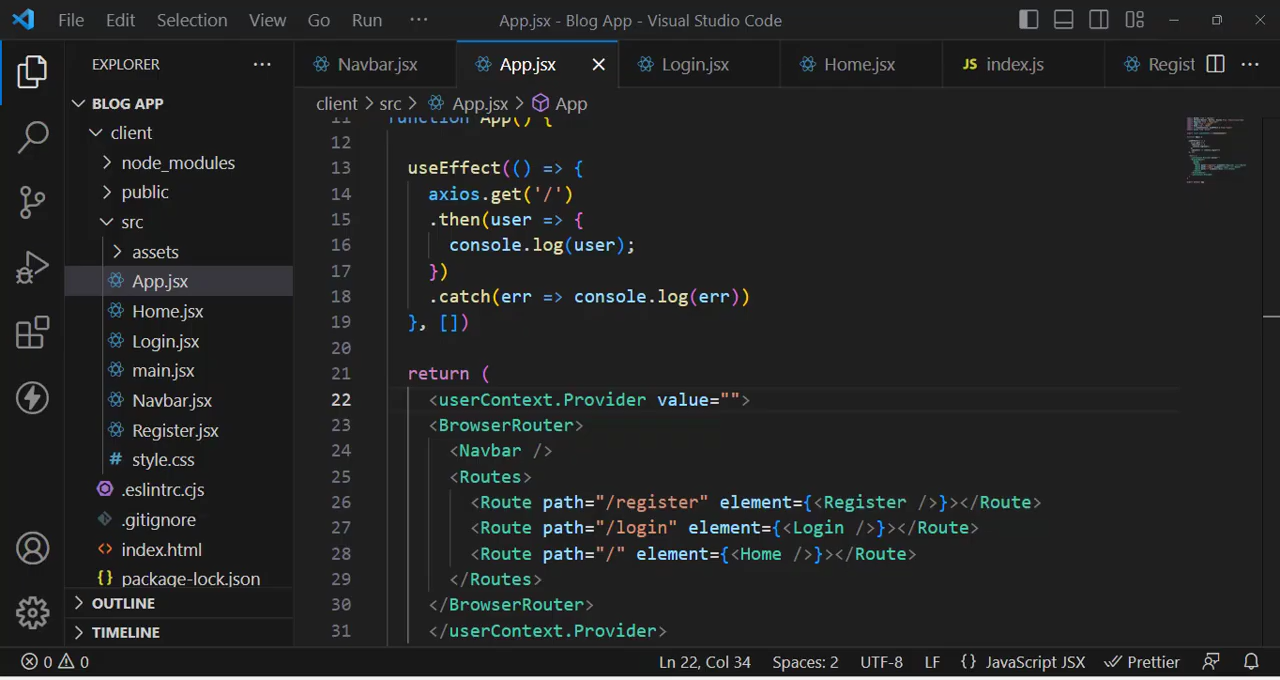 File Edit Selection View Go Run ··· App.jsx - Blog App - Visual Studio Code
EXPLORER ···
Navbar.jsx App.jsx Login.jsx Home.jsx JS index.js Regist ···
BLOG APP
client
node_modules
public
src
assets
App.jsx
Home.jsx
Login.jsx
main.jsx
Navbar.jsx
Register.jsx
# style.css
.eslintrc.cjs
.gitignore
<> index.html
{} package-lock.json
OUTLINE
TIMELINE
client > src > App.jsx > App
11 function App() {
12
13 useEffect(() => {
14 axios.get('/')
15 .then(user => {
16 console.log(user);
17 })
18 .catch(err => console.log(err))
19 }, [])
20
21 return (
22 <userContext.Provider value="">
23 <BrowserRouter>
24 <Navbar />
25 <Routes>
26 <Route path="/register" element={<Register />}></Route>
27 <Route path="/login" element={<Login />}></Route>
28 <Route path="/" element={<Home />}></Route>
29 </Routes>
30 </BrowserRouter>
31 </userContext.Provider>
0 0 Ln 22, Col 34 Spaces: 2 UTF-8 LF {} JavaScript JSX Prettier